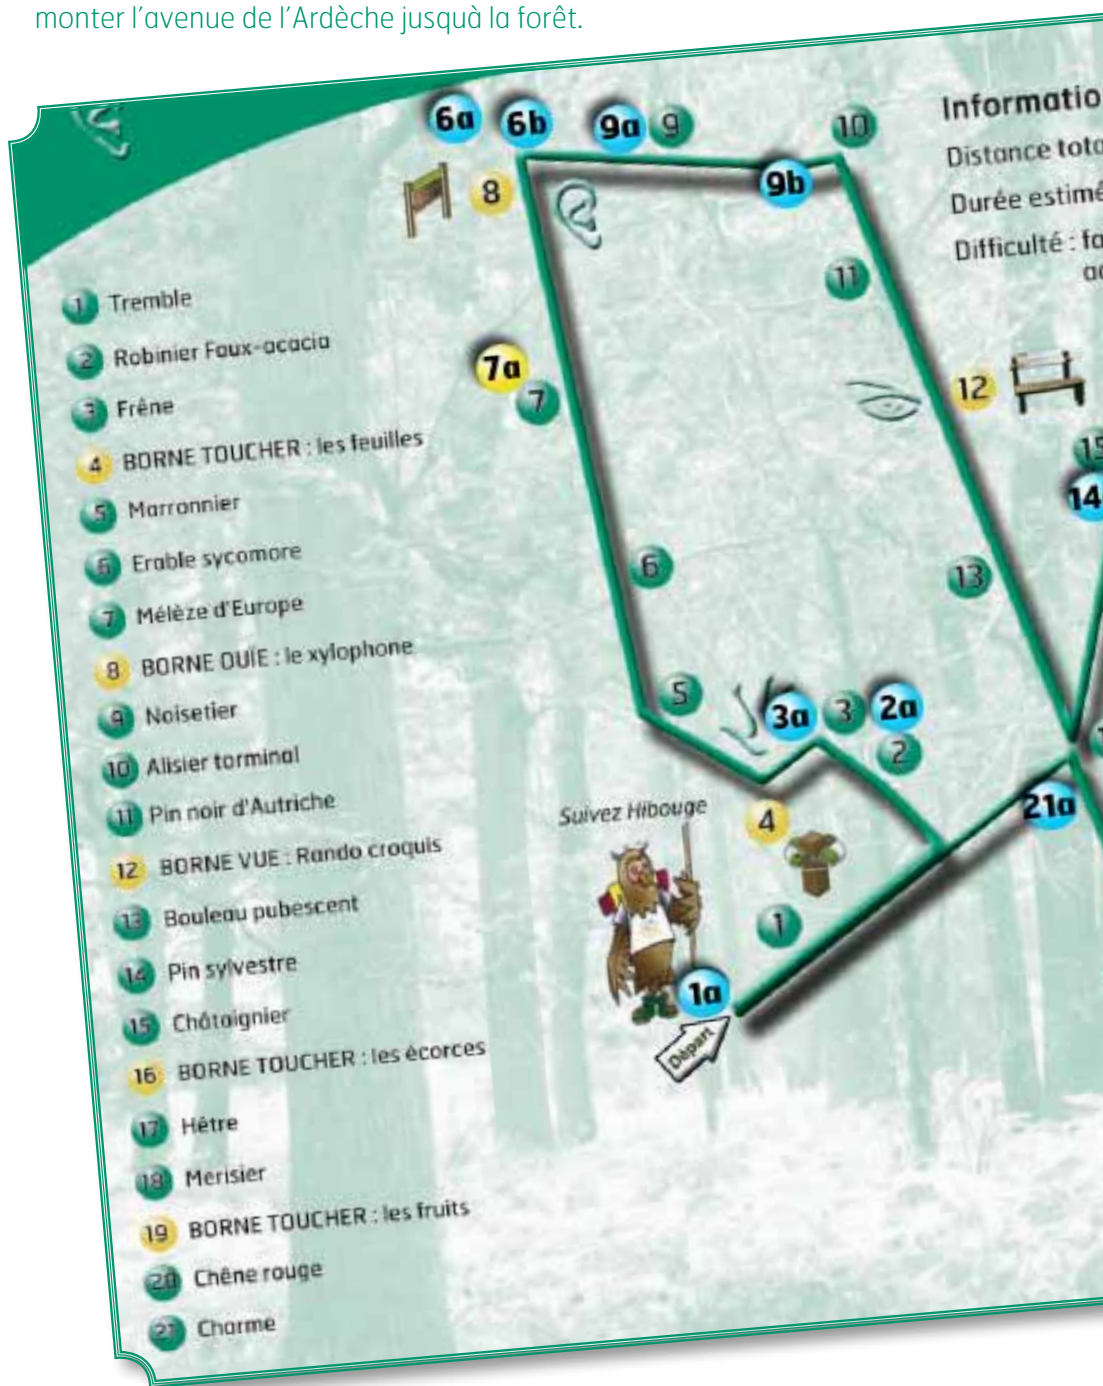 monter l'avenue de l'Ardèche jusquà la forêt.
6a 6b 9a 9 10
8 9b
11
7a
7
12
15
14
6
13
5 3a 3 2a
2
21a
4
1
1a
Suivez Hibouge
Départ
Informatio
Distance tota
Durée estimé
Difficulté : fa
1 Tremble
2 Robinier Faux-acacia
3 Frêne
4 BORNE TOUCHER : les feuilles
5 Marronnier
6 Erable sycomore
7 Mélèze d'Europe
8 BORNE OUÏE : le xylophone
9 Noisetier
10 Alisier torminal
11 Pin noir d'Autriche
12 BORNE VUE : Rando croquis
13 Bouleau pubescent
14 Pin sylvestre
15 Châtaignier
16 BORNE TOUCHER : les écorces
17 Hêtre
18 Merisier
19 BORNE TOUCHER : les fruits
20 Chêne rouge
21 Charme